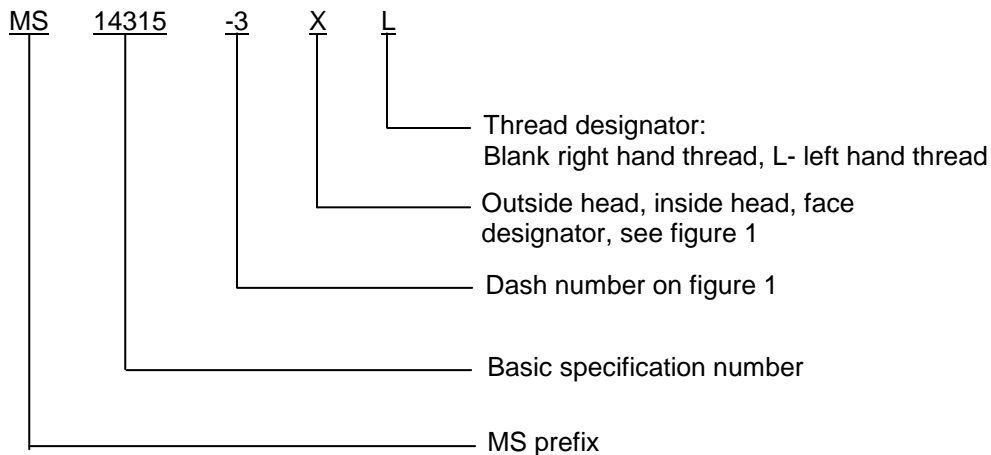 MS 14315 -3 X L
Thread designator:
Blank right hand thread, L- left hand thread
Outside head, inside head, face
designator, see figure 1
Dash number on figure 1
Basic specification number
MS prefix